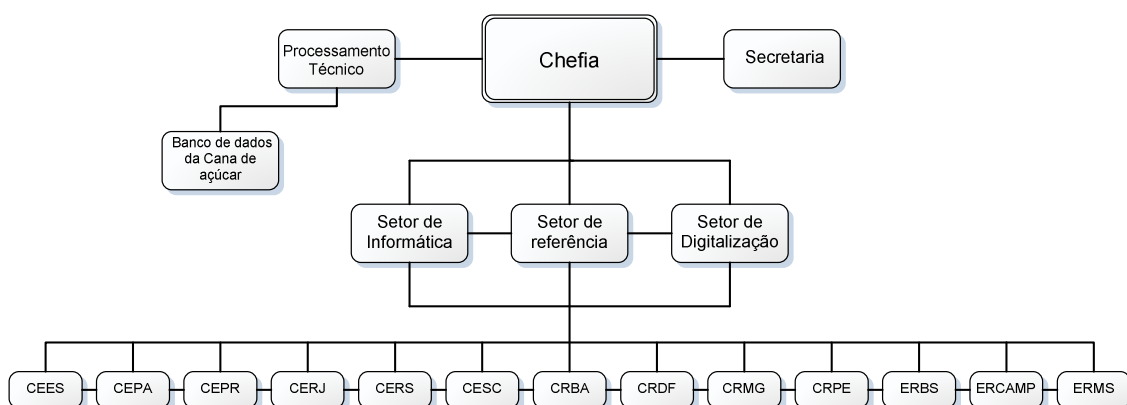 Processamento
Técnico
Chefia
Secretaria
Banco de dados
da Cana de
açúcar
Setor de
Informática
Setor de
referência
Setor de
Digitalização
CEES
CEPA
CEPR
CERJ
CERS
CESC
CRBA
CRDF
CRMG
CRPE
ERBS
ERCAMP
ERMS